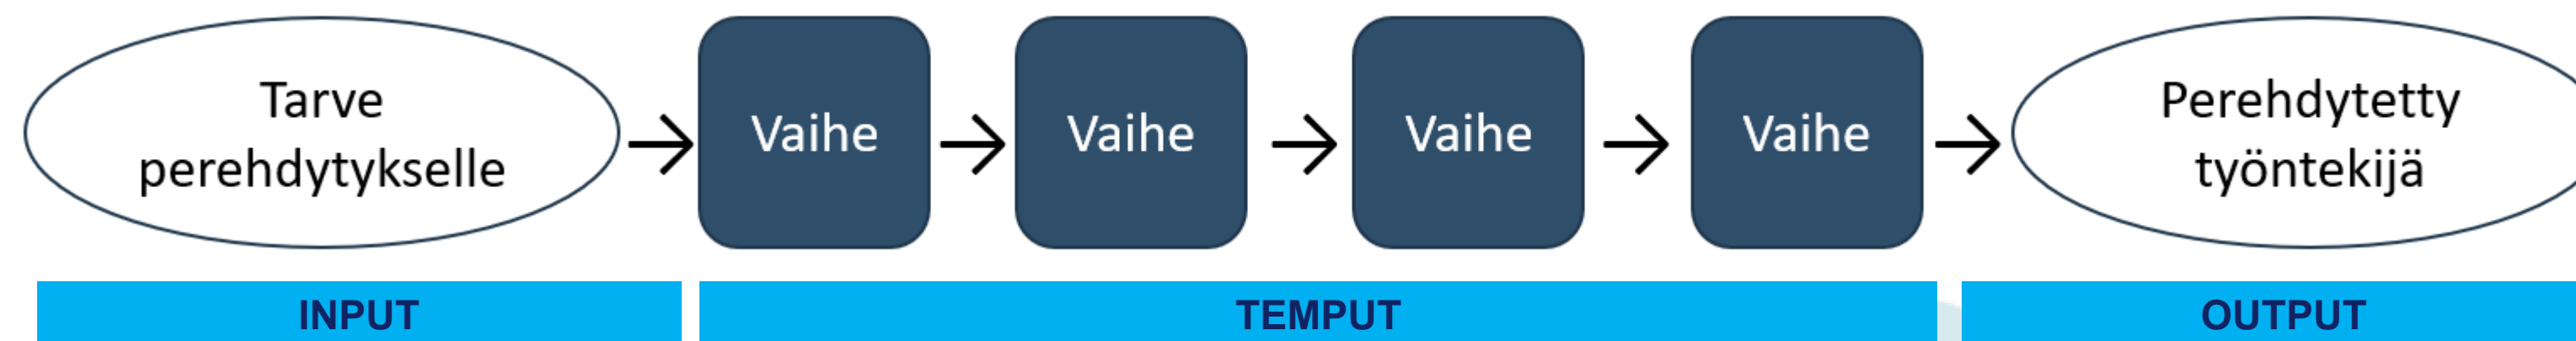 Tarve
perehdytykselle
Vaihe
Vaihe
Vaihe
Vaihe
Perehdytetty
työntekijä
INPUT
TEMPUT
OUTPUT